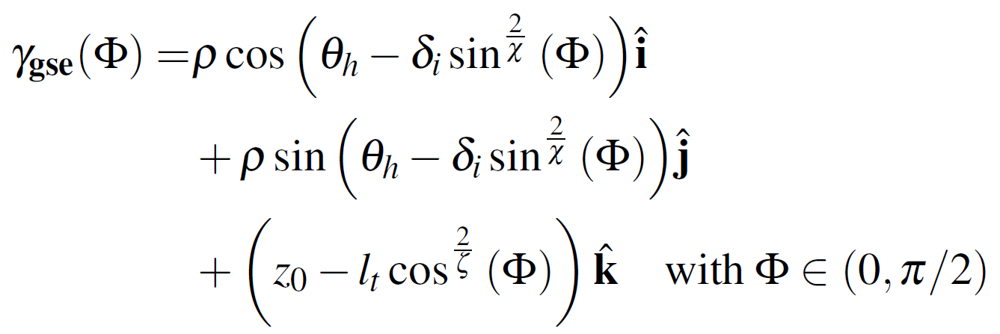 γ_gse(Φ) = ρ cos(θ_h − δ_i sin^{2/χ}(Φ)) î
+ ρ sin(θ_h − δ_i sin^{2/χ}(Φ)) ĵ
+ (z_0 − l_t cos^{2/ζ}(Φ)) k̂ with Φ ∈ (0, π/2)